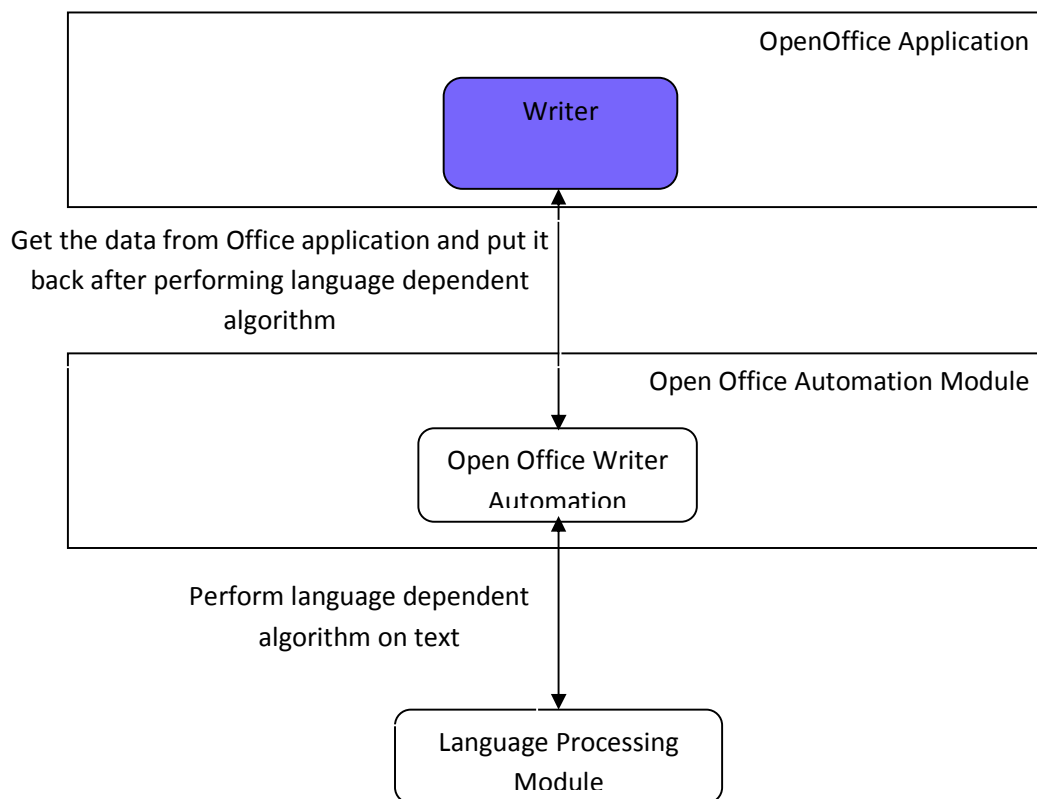 OpenOffice Application
Writer
Get the data from Office application and put it
back after performing language dependent
algorithm
Open Office Automation Module
Open Office Writer
Automation
Perform language dependent
algorithm on text
Language Processing
Module